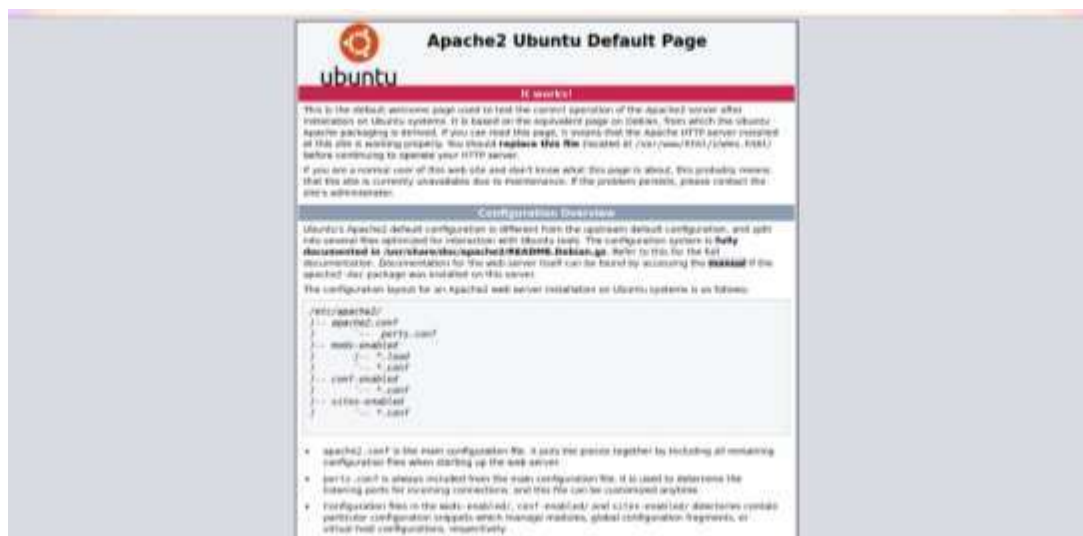 Apache2 Ubuntu Default Page
ubuntu
It works!
This is the default welcome page used to test the correct operation of the Apache2 server after
installation on Ubuntu systems. It is based on the equivalent page on Debian, from which the Ubuntu
Apache packaging is derived. If you can read this page, it means that the Apache HTTP server installed
at this site is working properly. You should replace this file (located at /var/www/html/index.html)
before continuing to operate your HTTP server.
If you are a normal user of this web site and don't know what this page is about, this probably means
that the site is currently unavailable due to maintenance. If the problem persists, please contact the
site's administrator.
Configuration Overview
Ubuntu's Apache2 default configuration is different from the upstream default configuration, and split
into several files optimized for interaction with Ubuntu tools. The configuration system is fully
documented in /usr/share/doc/apache2/README.Debian.gz. Refer to this for the full
documentation. Documentation for the web server itself can be found by accessing the manual if the
apache2-doc package was installed on this server.
The configuration layout for an Apache2 web server installation on Ubuntu systems is as follows:
/etc/apache2/
|-- apache2.conf
|       `--  ports.conf
|-- mods-enabled
|       |-- *.load
|       `-- *.conf
|-- conf-enabled
|       `-- *.conf
|-- sites-enabled
|       `-- *.conf
• apache2.conf is the main configuration file. It puts the pieces together by including all remaining
configuration files when starting up the web server.
• ports.conf is always included from the main configuration file. It is used to determine the
listening ports for incoming connections, and this file can be customized anytime.
• Configuration files in the mods-enabled/, conf-enabled/ and sites-enabled/ directories contain
particular configuration snippets which manage modules, global configuration fragments, or
virtual host configurations, respectively.